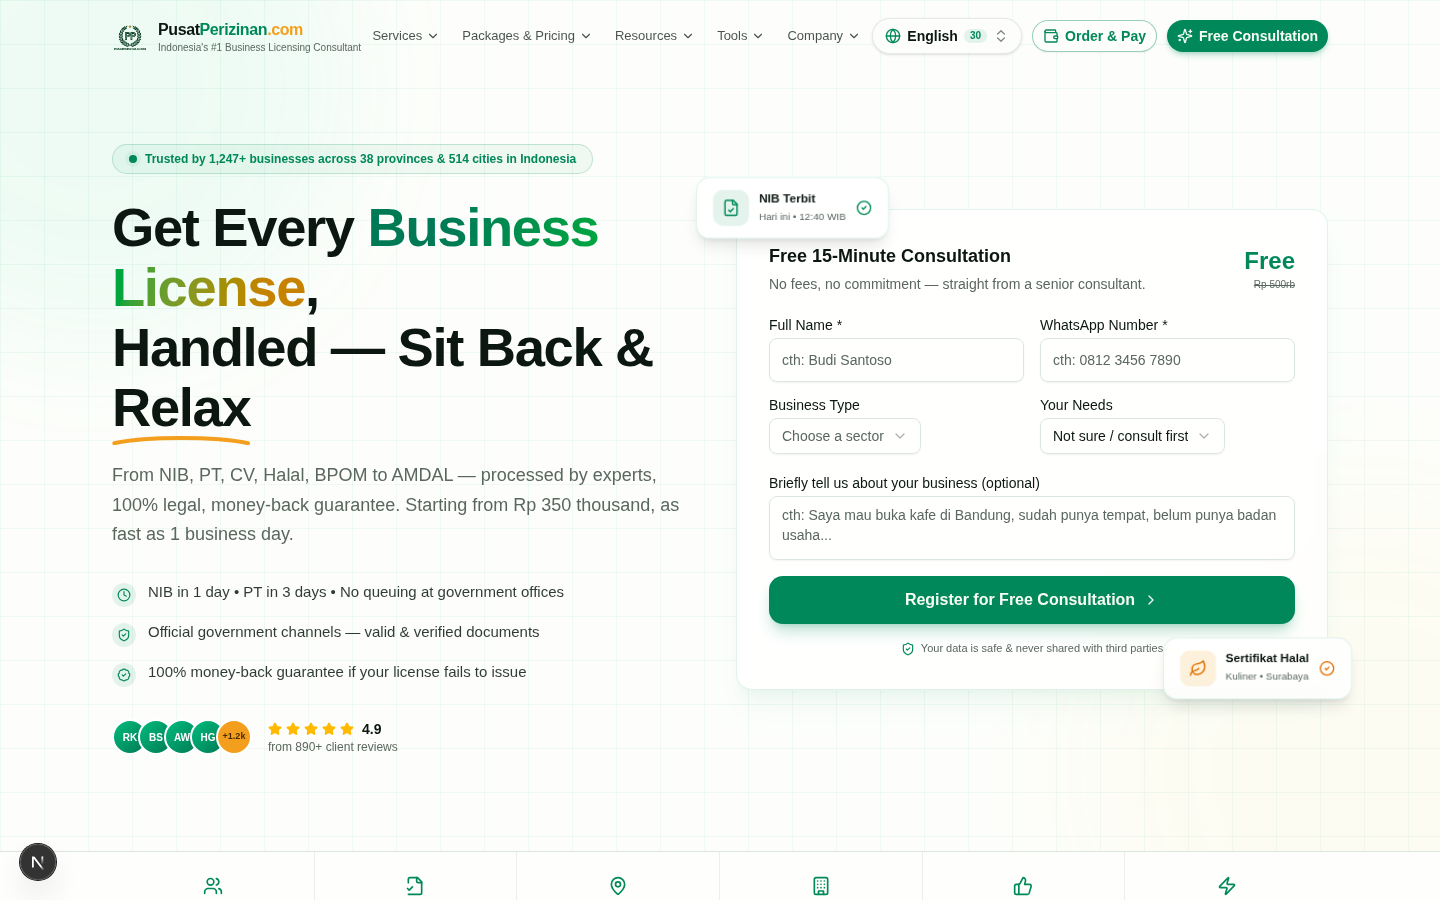 PusatPerizinan.com
Indonesia's #1 Business Licensing Consultant
Services
Packages & Pricing
Resources
Tools
Company
English 30
Order & Pay
Free Consultation
Trusted by 1,247+ businesses across 38 provinces & 514 cities in Indonesia
Get Every Business
License,
Handled — Sit Back &
Relax
From NIB, PT, CV, Halal, BPOM to AMDAL — processed by experts,
100% legal, money-back guarantee. Starting from Rp 350 thousand, as
fast as 1 business day.
NIB in 1 day • PT in 3 days • No queuing at government offices
Official government channels — valid & verified documents
100% money-back guarantee if your license fails to issue
RK BS AW HG +1.2k
4.9
from 890+ client reviews
NIB Terbit
Hari ini • 12:40 WIB
Free 15-Minute Consultation
Free
No fees, no commitment — straight from a senior consultant.
Rp 500rb
Full Name *
WhatsApp Number *
cth: Budi Santoso
cth: 0812 3456 7890
Business Type
Your Needs
Choose a sector
Not sure / consult first
Briefly tell us about your business (optional)
cth: Saya mau buka kafe di Bandung, sudah punya tempat, belum punya badan
usaha...
Register for Free Consultation
Your data is safe & never shared with third parties
Sertifikat Halal
Kuliner • Surabaya
N